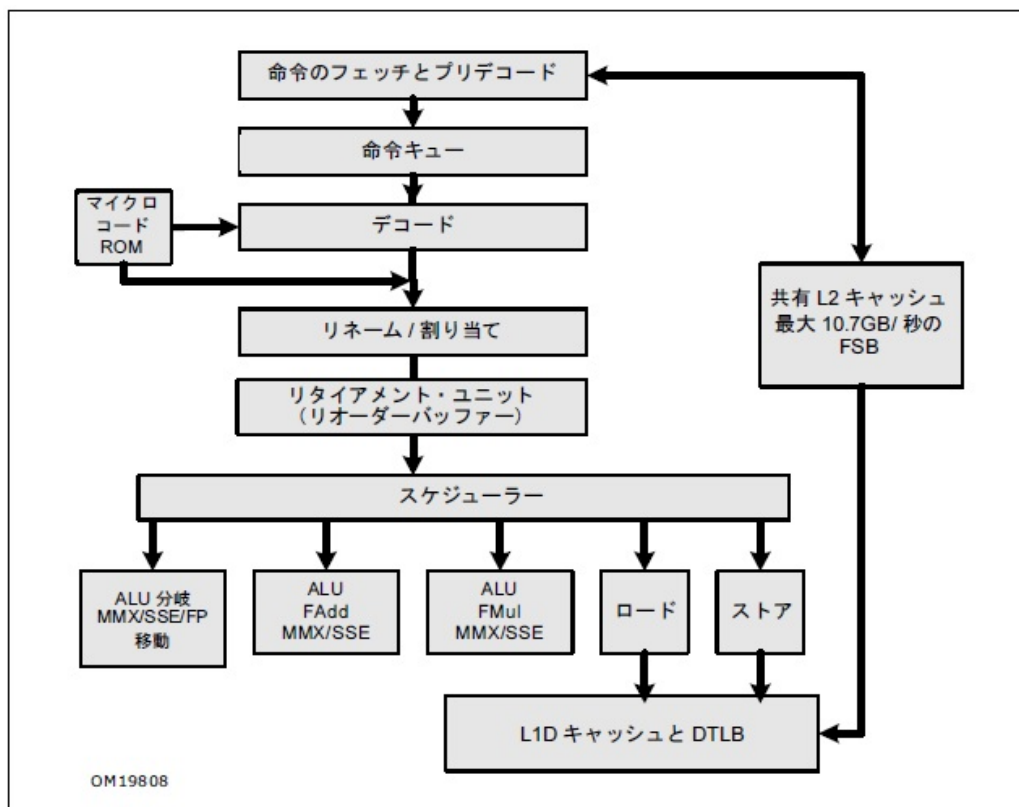 命令のフェッチとプリデコード
命令キュー
マイクロ
コード
ROM
デコード
共有 L2 キャッシュ
最大 10.7GB/ 秒の
FSB
リネーム / 割り当て
リタイアメント・ユニット
（リオーダーバッファー）
スケジューラー
ALU 分岐
MMX/SSE/FP
移動
ALU
FAdd
MMX/SSE
ALU
FMul
MMX/SSE
ロード
ストア
L1D キャッシュと DTLB
OM19808